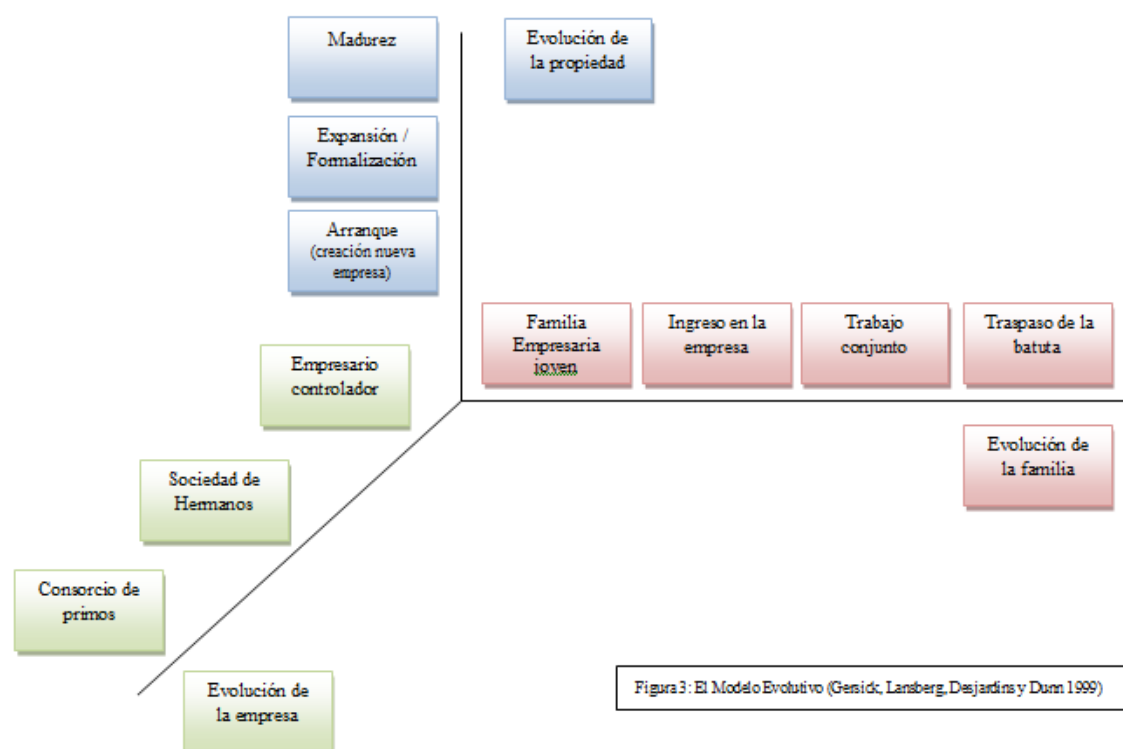 Madurez
Evolución de
la propiedad
Expansión /
Formalización
Arranque
(creación nueva
empresa)
Familia
Empresaria
joven
Ingreso en la
empresa
Trabajo
conjunto
Traspaso de la
batuta
Empresario
controlador
Evolución de
la familia
Sociedad de
Hermanos
Consorcio de
primos
Evolución de
la empresa
Figura 3: El Modelo Evolutivo (Gersick, Lansberg, Desjardins y Dunn 1999)